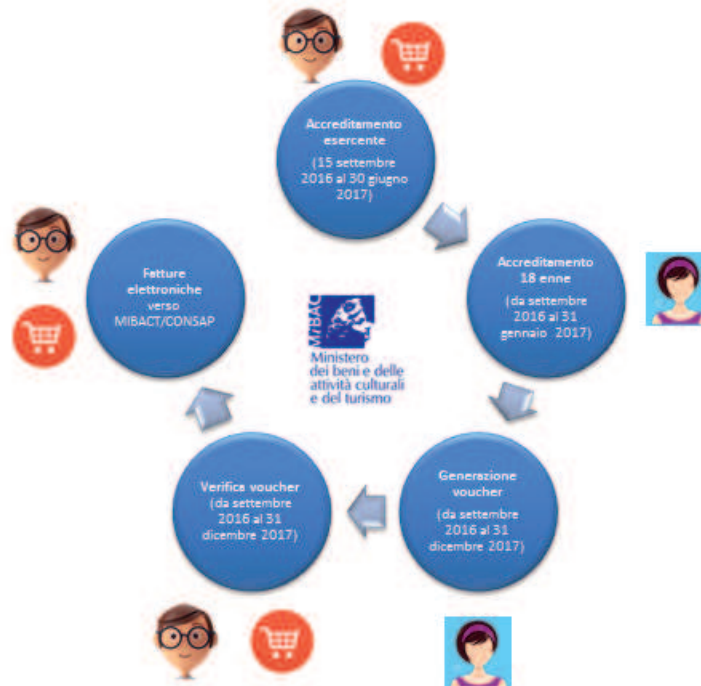 Accreditamento
esercente
(15 settembre
2016 al 30 giugno
2017)
Accreditamento
18 enne
(da settembre
2016 al 31
gennaio 2017)
Generazione
voucher
(da settembre
2016 al 31
dicembre 2017)
Verifica voucher
(da settembre
2016 al 31
dicembre 2017)
Fatture
elettroniche
verso
MIBACT/CONSAP
MiBAC
Ministero
dei beni e delle
attività culturali
e del turismo